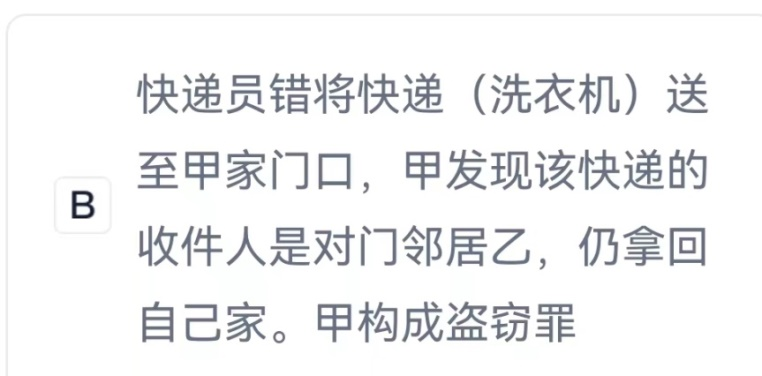 快递员错将快递（洗衣机）送
至甲家门口，甲发现该快递的
B
收件人是对门邻居乙，仍拿回
自己家。甲构成盗窃罪